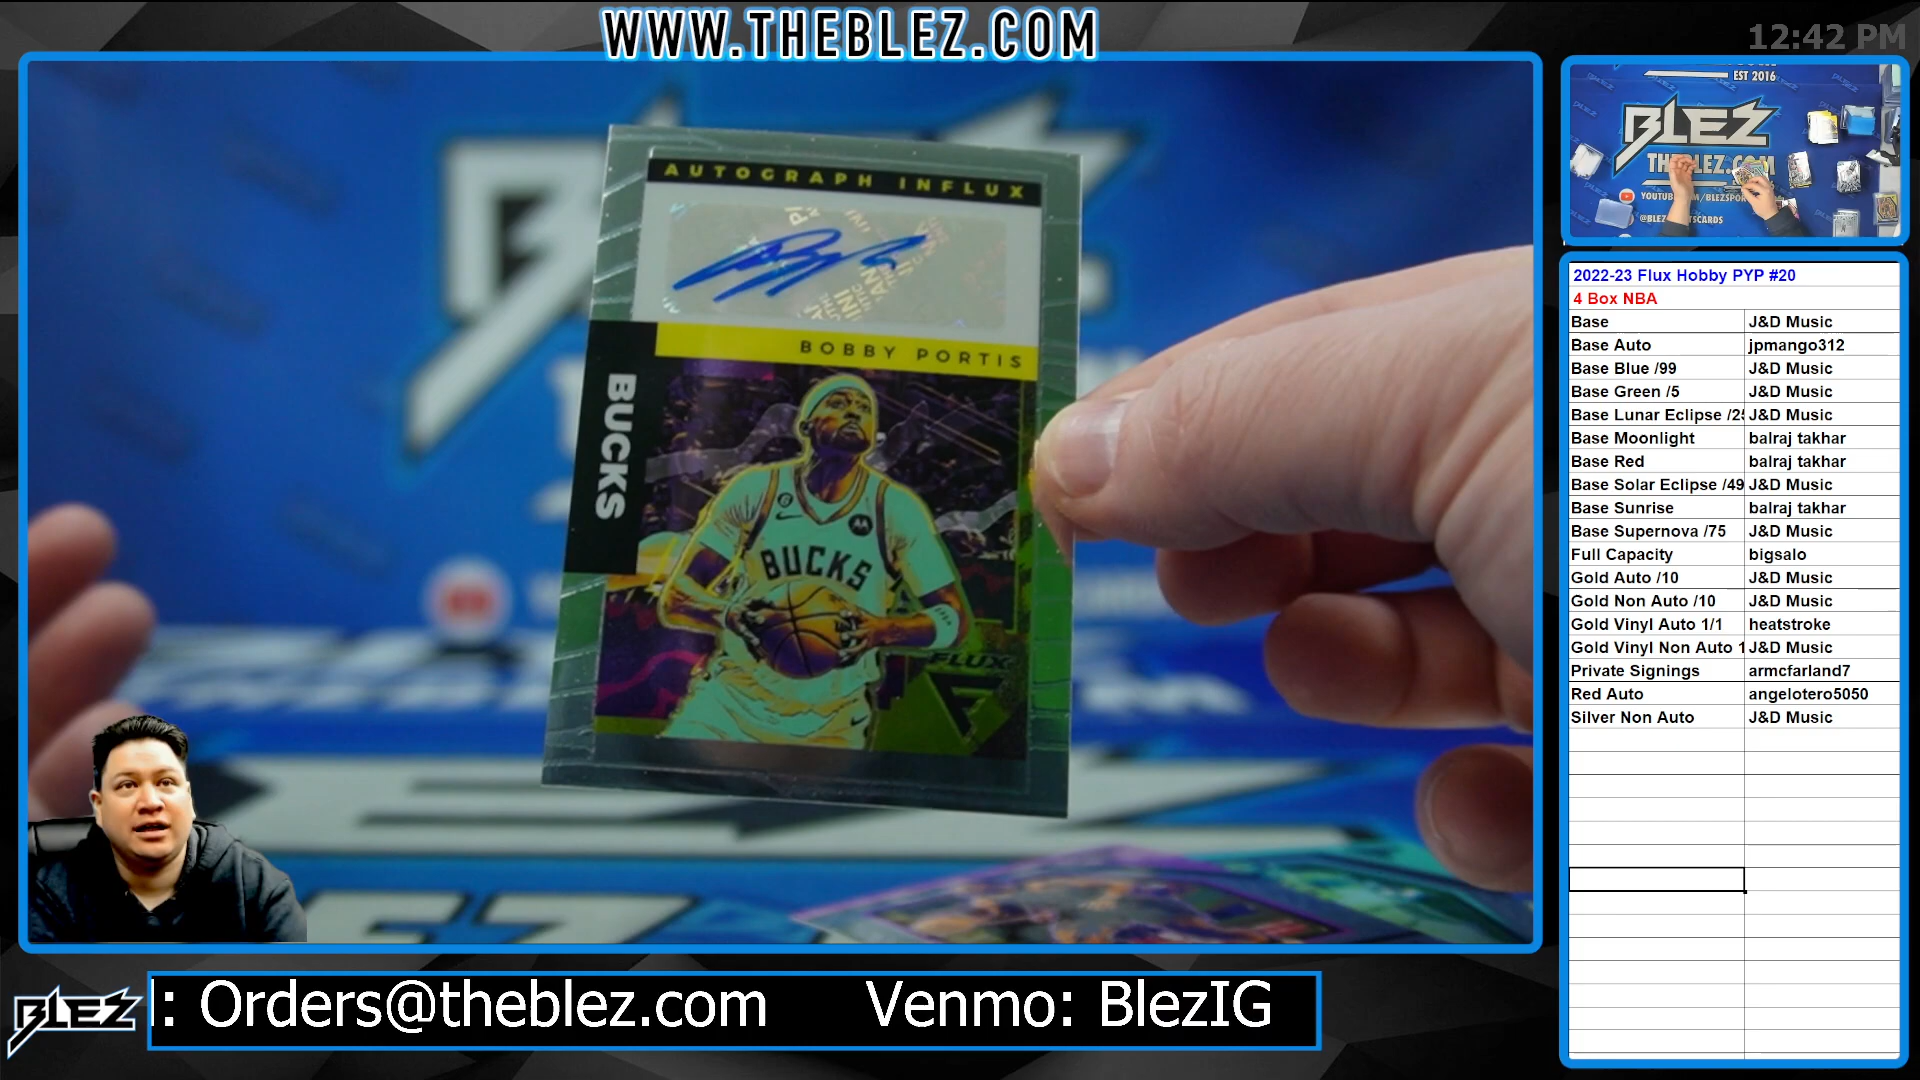 WWW.THEBLEZ.COM
12:42 PM
EST 2016
BLEZ
THEBLEZ.COM
AUTOGRAPH INFLUX
BOBBY PORTIS
BUCKS
BUCKS
FLUX
2022-23 Flux Hobby PYP #20
4 Box NBA
Base J&D Music
Base Auto jpmango312
Base Blue /99 J&D Music
Base Green /5 J&D Music
Base Lunar Eclipse /25 J&D Music
Base Moonlight balraj takhar
Base Red balraj takhar
Base Solar Eclipse /49 J&D Music
Base Sunrise balraj takhar
Base Supernova /75 J&D Music
Full Capacity bigsalo
Gold Auto /10 J&D Music
Gold Non Auto /10 J&D Music
Gold Vinyl Auto 1/1 heatstroke
Gold Vinyl Non Auto 1 J&D Music
Private Signings armcfarland7
Red Auto angelotero5050
Silver Non Auto J&D Music
BLEZ
: Orders@theblez.com Venmo: BlezIG